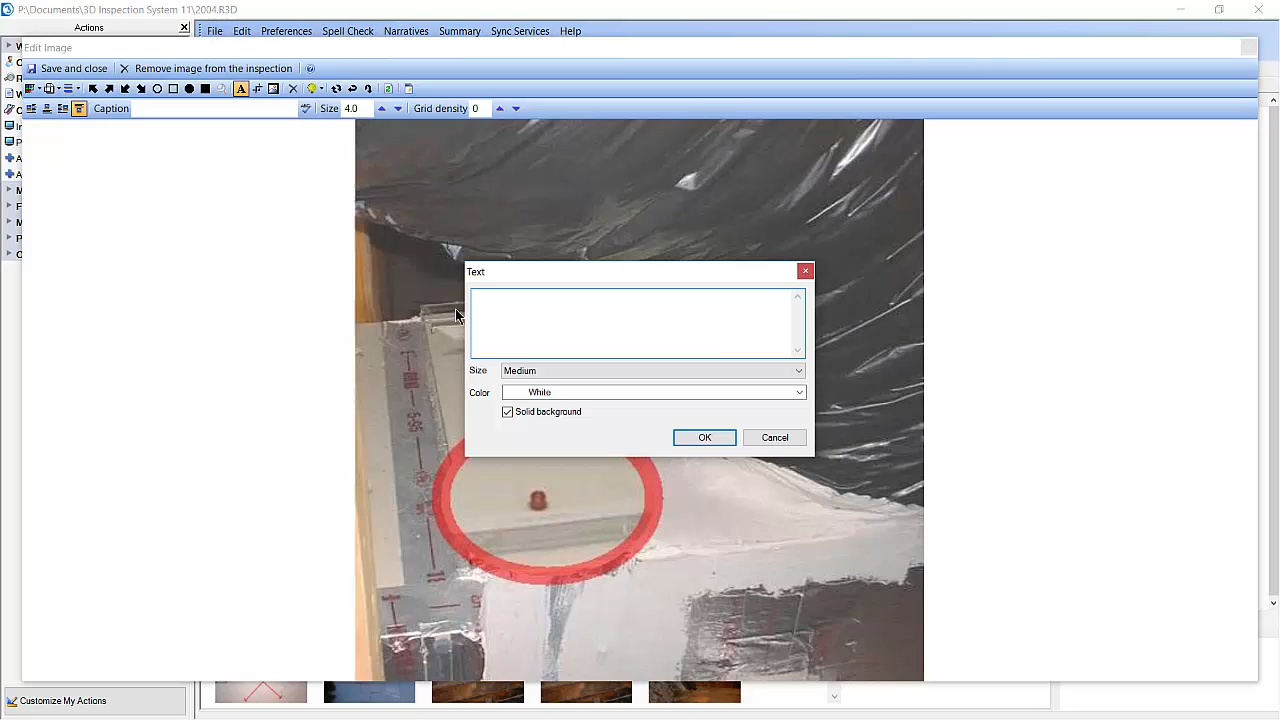 P:\Documents\3D Inspection System 11\2004.R3D
Actions
File Edit Preferences Spell Check Narratives Summary Sync Services Help
Edit Image
Save and close Remove image from the inspection
Caption Size 4.0 Grid density 0
Text
Size Medium
Color White
Solid background
OK Cancel
Customize My Actions